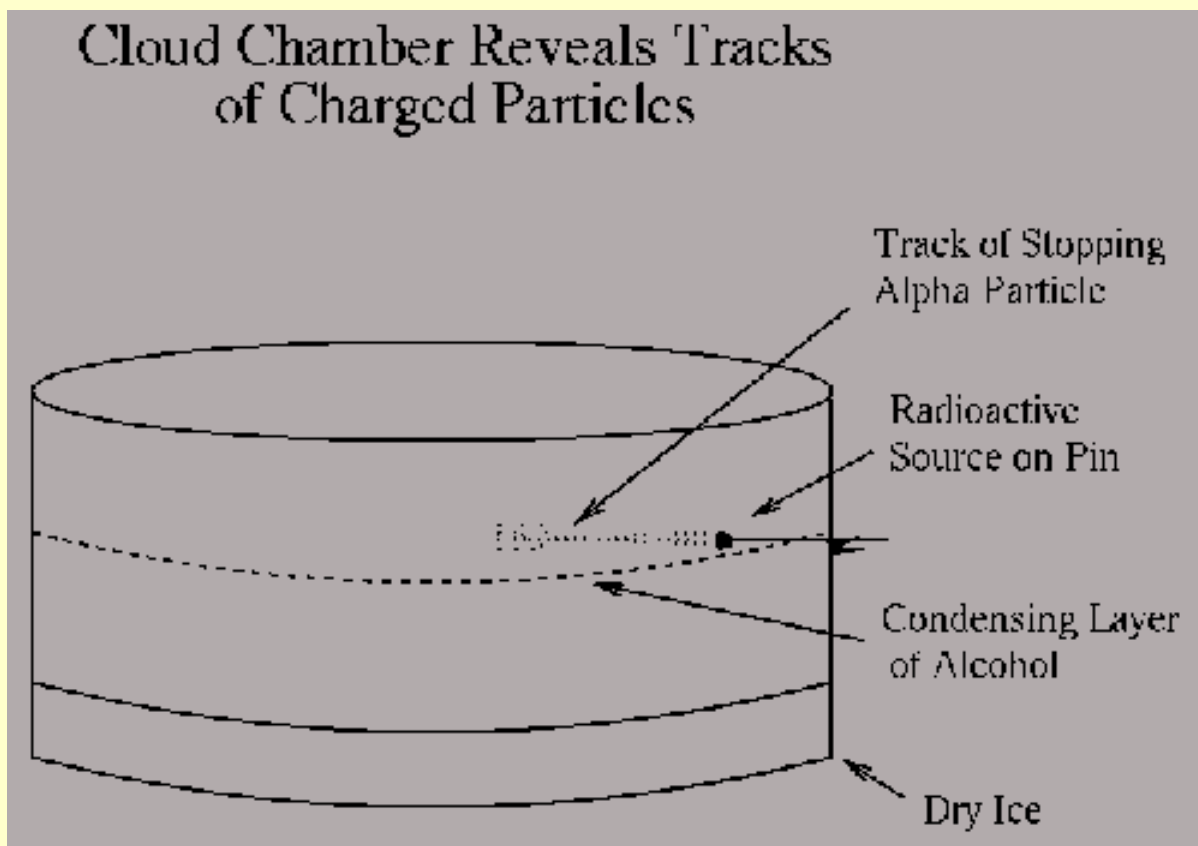 Cloud Chamber Reveals Tracks
of Charged Particles
Track of Stopping
Alpha Particle
Radioactive
Source on Pin
Condensing Layer
of Alcohol
Dry Ice